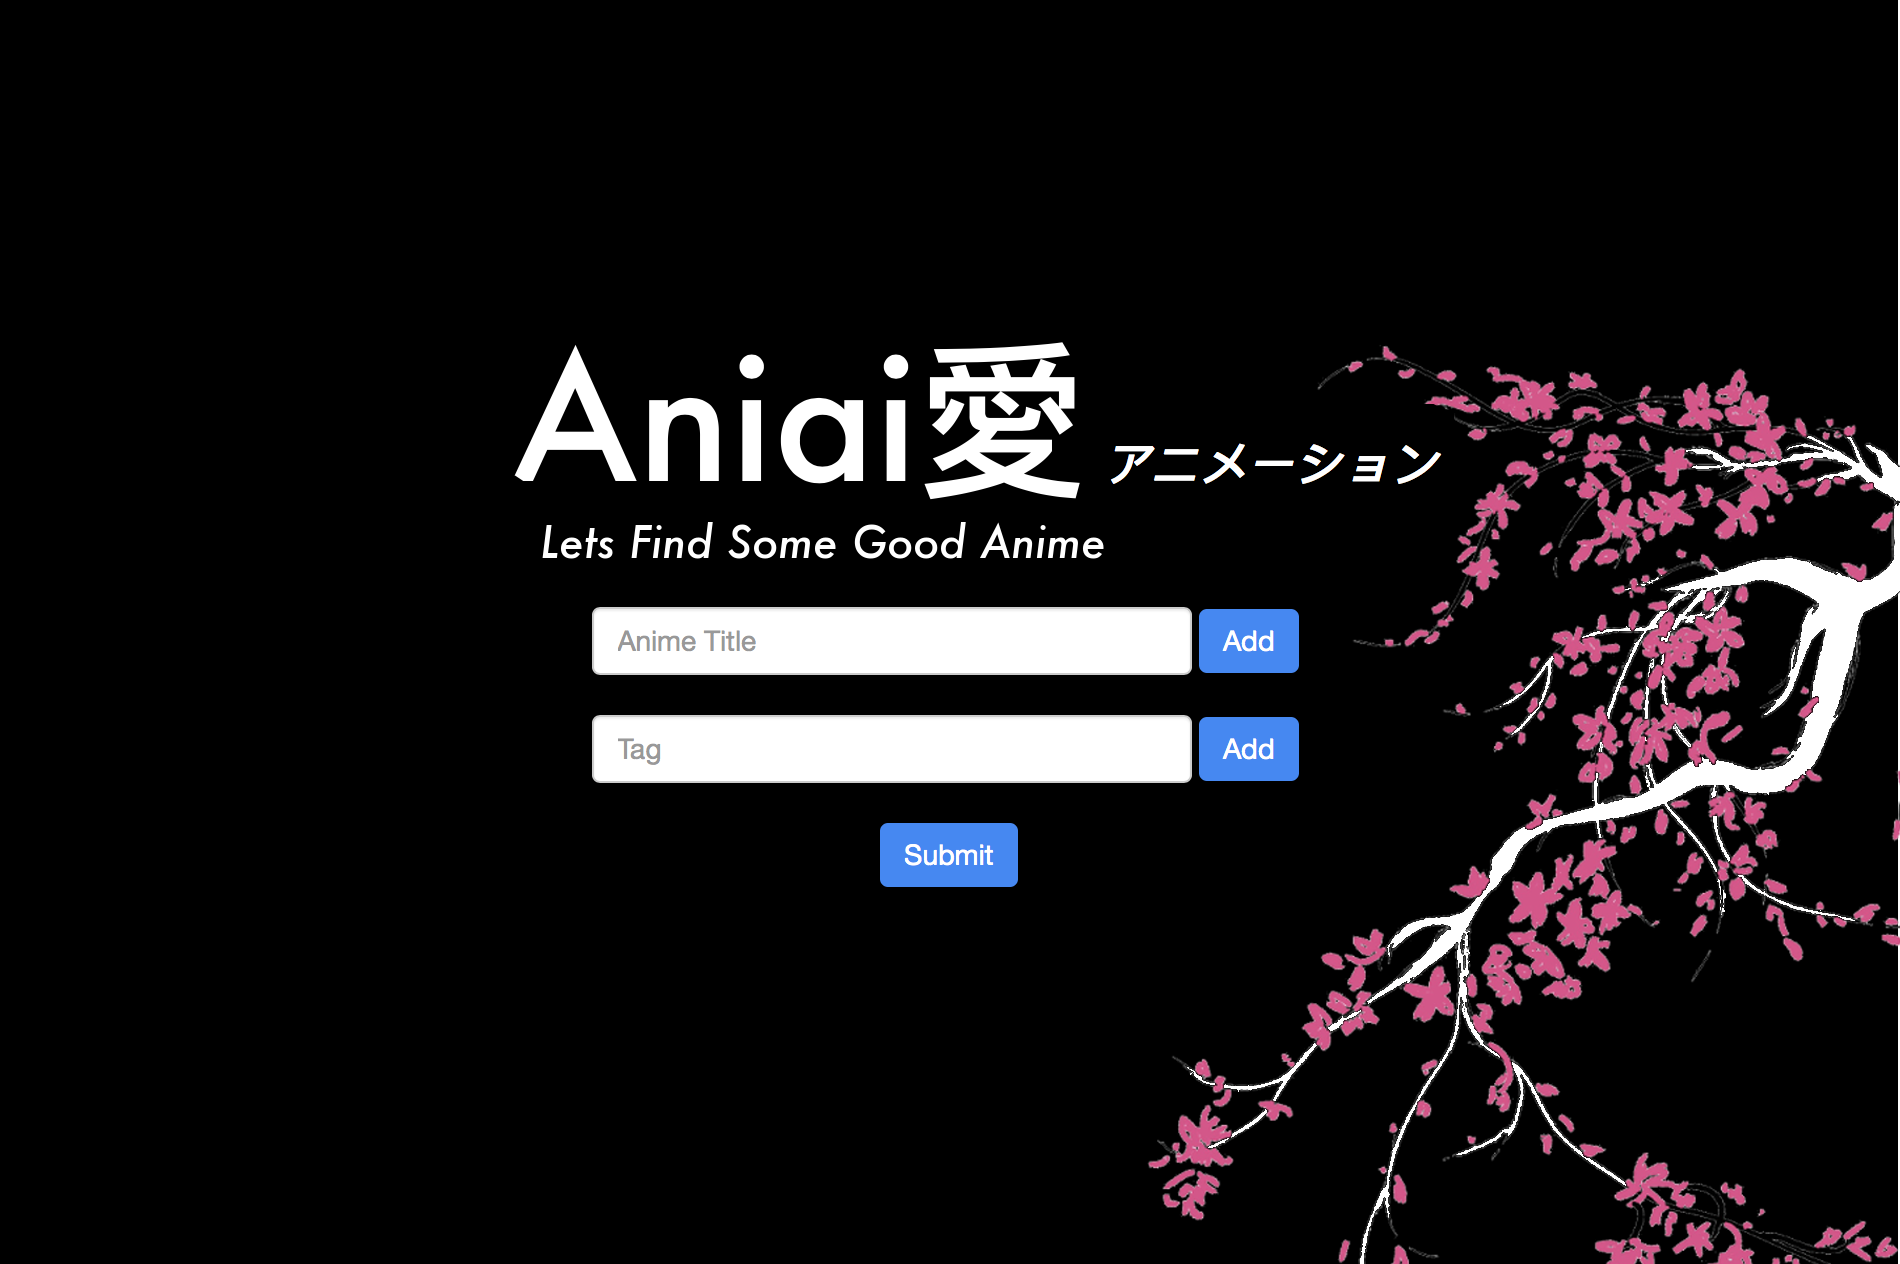 Aniai愛 アニメーション
Lets Find Some Good Anime
Anime Title Add
Tag Add
Submit